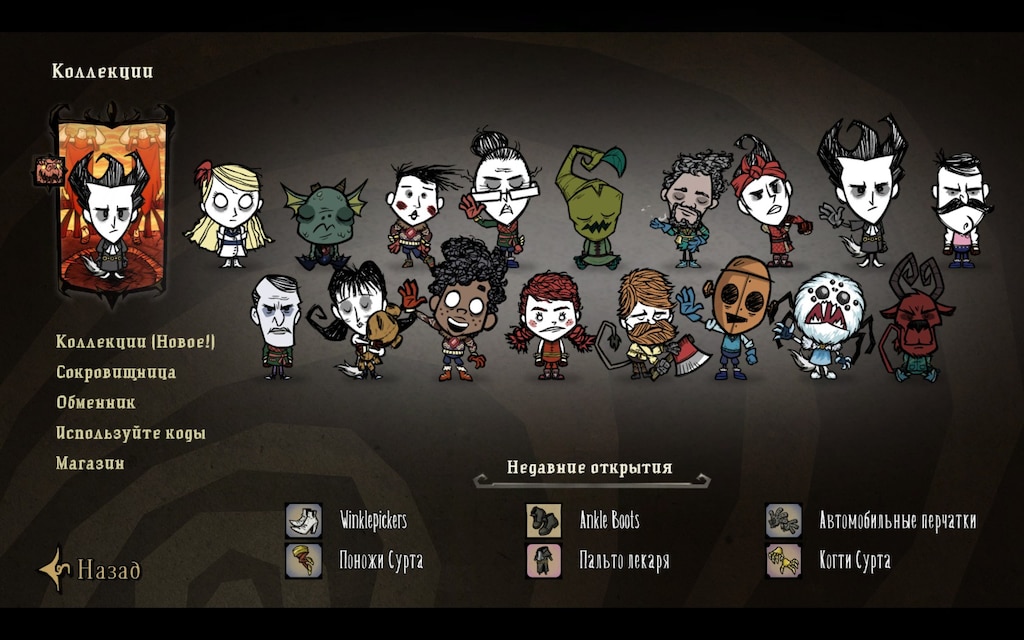 Коллекции
Коллекции (Новое!)
Сокровищница
Обменник
Используйте коды
Магазин
Недавние открытия
Winklepickers
Ankle Boots
Автомобильные перчатки
Поножи Сурта
Пальто лекаря
Когти Сурта
Назад